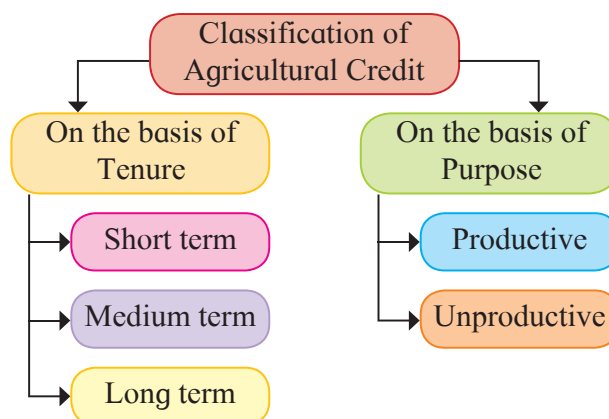 Classification of
Agricultural Credit
On the basis of
Tenure
Short term
Medium term
Long term
On the basis of
Purpose
Productive
Unproductive